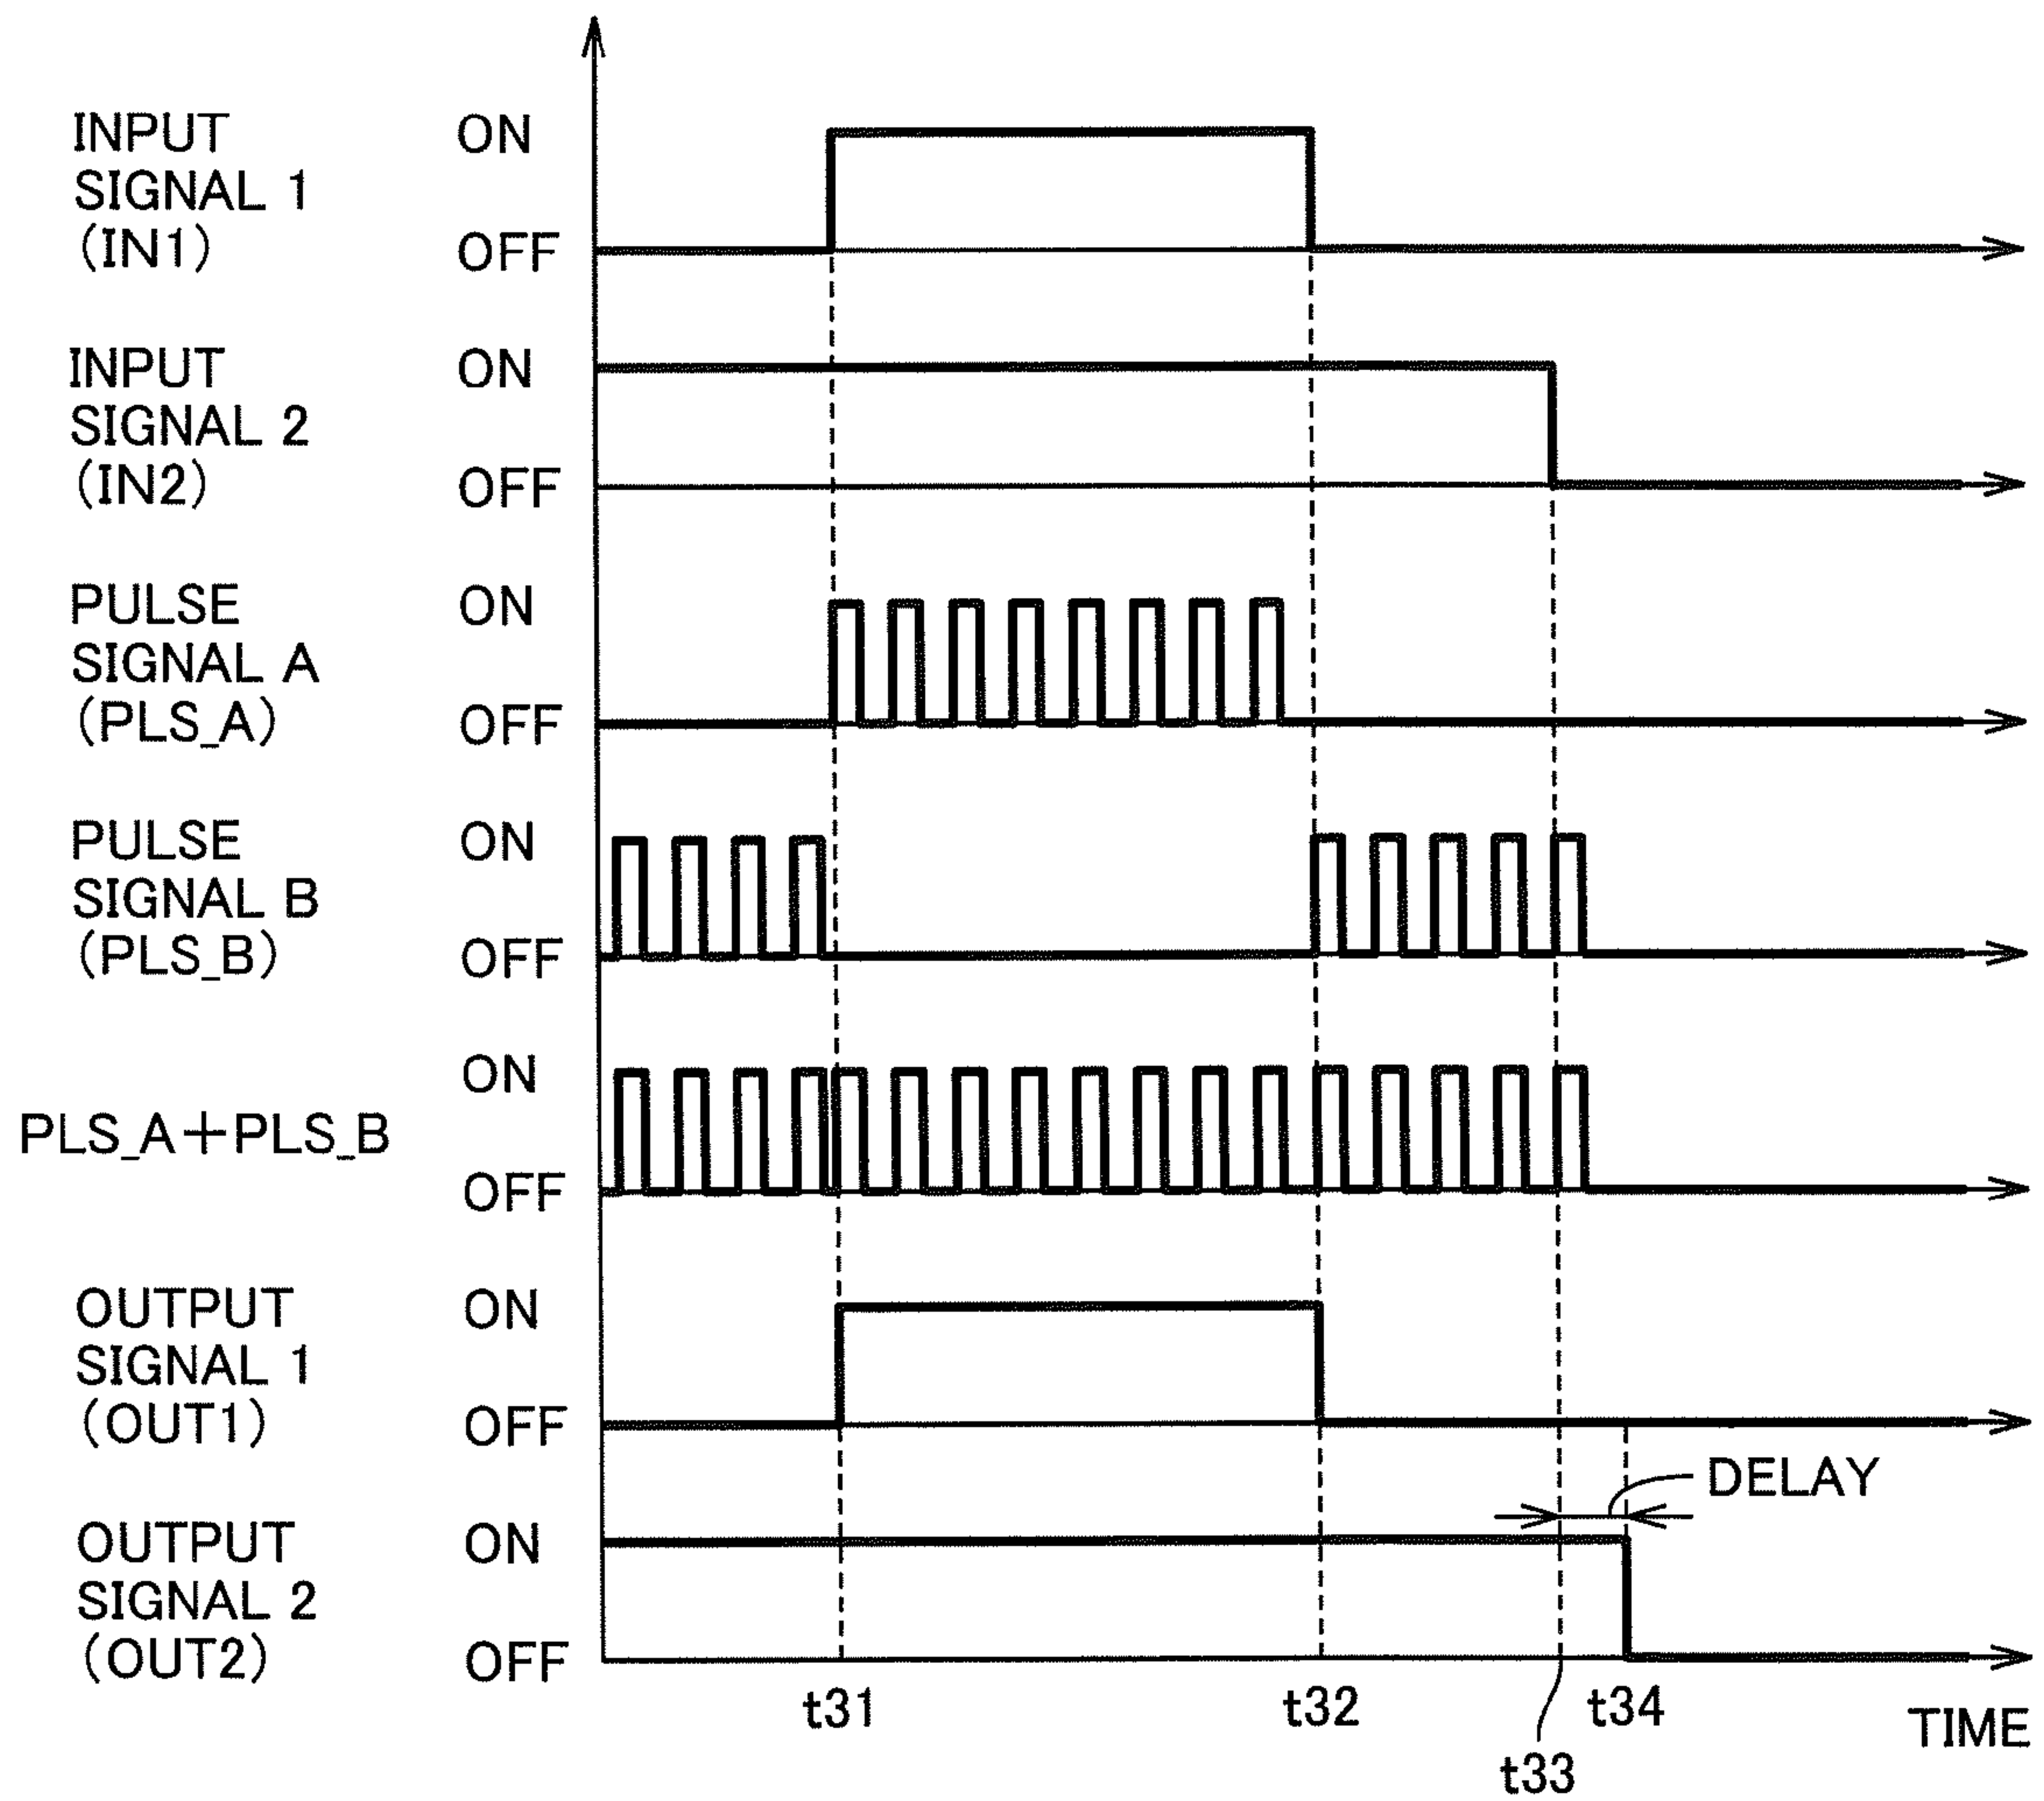 INPUT
SIGNAL 1
(IN1)
ON
OFF
INPUT
SIGNAL 2
(IN2)
ON
OFF
PULSE
SIGNAL A
(PLS_A)
ON
OFF
PULSE
SIGNAL B
(PLS_B)
ON
OFF
PLS_A+PLS_B
ON
OFF
OUTPUT
SIGNAL 1
(OUT1)
ON
OFF
DELAY
OUTPUT
SIGNAL 2
(OUT2)
ON
OFF
t31
t32
t33
t34
TIME